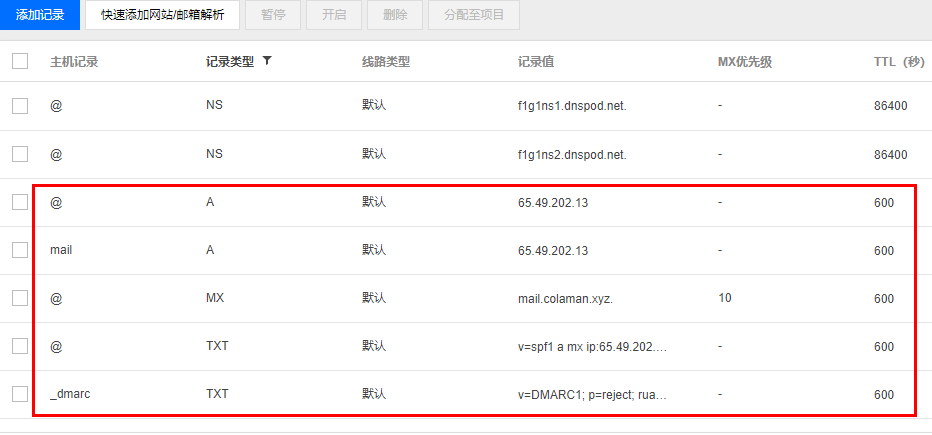 添加记录 快速添加网站/邮箱解析 暂停 开启 删除 分配至项目
主机记录 记录类型 线路类型 记录值 MX优先级 TTL（秒）
@ NS 默认 f1g1ns1.dnspod.net. - 86400
@ NS 默认 f1g1ns2.dnspod.net. - 86400
@ A 默认 65.49.202.13 - 600
mail A 默认 65.49.202.13 - 600
@ MX 默认 mail.colaman.xyz. 10 600
@ TXT 默认 v=spf1 a mx ip:65.49.202.... - 600
_dmarc TXT 默认 v=DMARC1; p=reject; rua... - 600